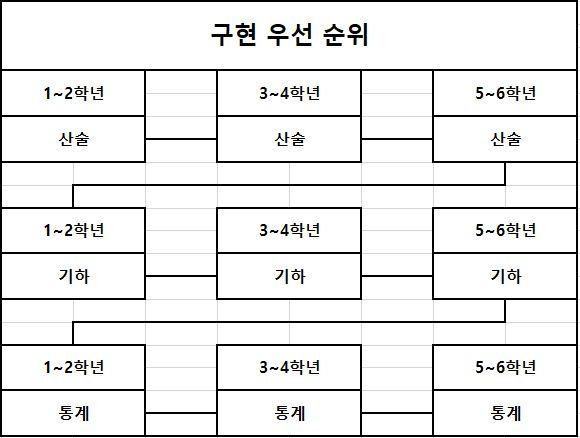 구현 우선 순위
1~2학년
3~4학년
5~6학년
산술
산술
산술
1~2학년
3~4학년
5~6학년
기하
기하
기하
1~2학년
3~4학년
5~6학년
통계
통계
통계